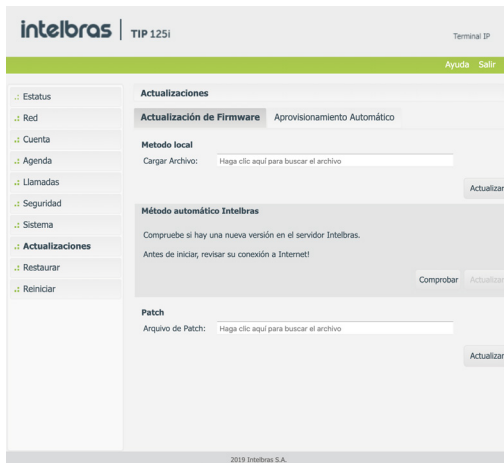 intelbras | TIP 125i
Terminal IP
Ayuda Salir
.: Estatus
.: Red
.: Cuenta
.: Agenda
.: Llamadas
.: Seguridad
.: Sistema
.: Actualizaciones
.: Restaurar
.: Reiniciar
Actualizaciones
Actualización de Firmware Aprovisionamiento Automático
Metodo local
Cargar Archivo: Haga clic aquí para buscar el archivo
Actualizar
Método automático Intelbras
Compruebe si hay una nueva versión en el servidor Intelbras.
Antes de iniciar, revisar su conexión a Internet!
Comprobar Actualizar
Patch
Arquivo de Patch: Haga clic aquí para buscar el archivo
Actualizar
2019 Intelbras S.A.